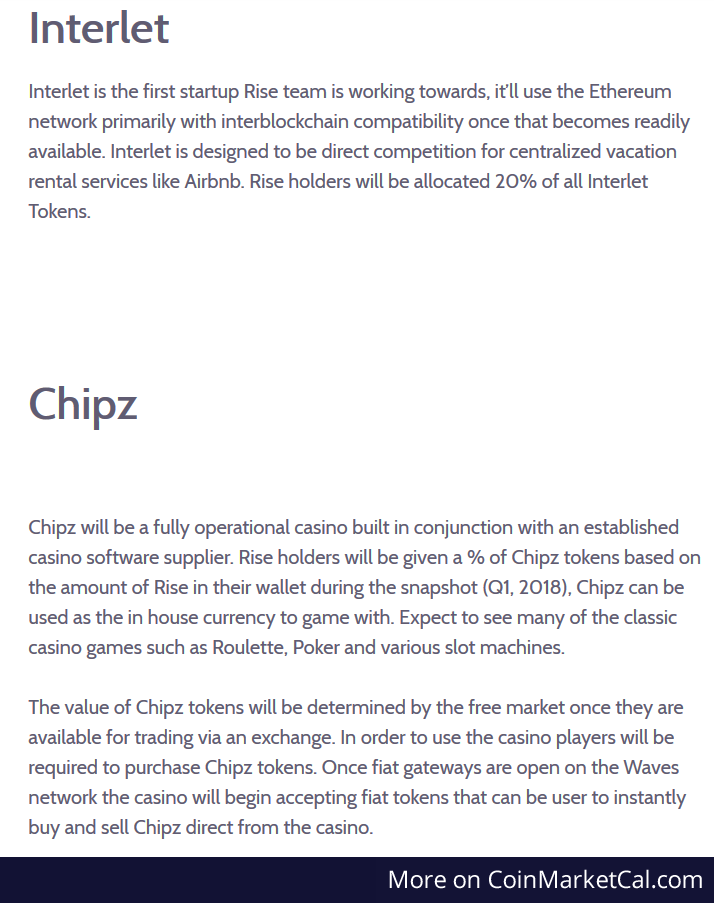 Interlet
Interlet is the first startup Rise team is working towards, it'll use the Ethereum
network primarily with interblockchain compatibility once that becomes readily
available. Interlet is designed to be direct competition for centralized vacation
rental services like Airbnb. Rise holders will be allocated 20% of all Interlet
Tokens.
Chipz
Chipz will be a fully operational casino built in conjunction with an established
casino software supplier. Rise holders will be given a % of Chipz tokens based on
the amount of Rise in their wallet during the snapshot (Q1, 2018), Chipz can be
used as the in house currency to game with. Expect to see many of the classic
casino games such as Roulette, Poker and various slot machines.
The value of Chipz tokens will be determined by the free market once they are
available for trading via an exchange. In order to use the casino players will be
required to purchase Chipz tokens. Once fiat gateways are open on the Waves
network the casino will begin accepting fiat tokens that can be user to instantly
buy and sell Chipz direct from the casino.
More on CoinMarketCal.com